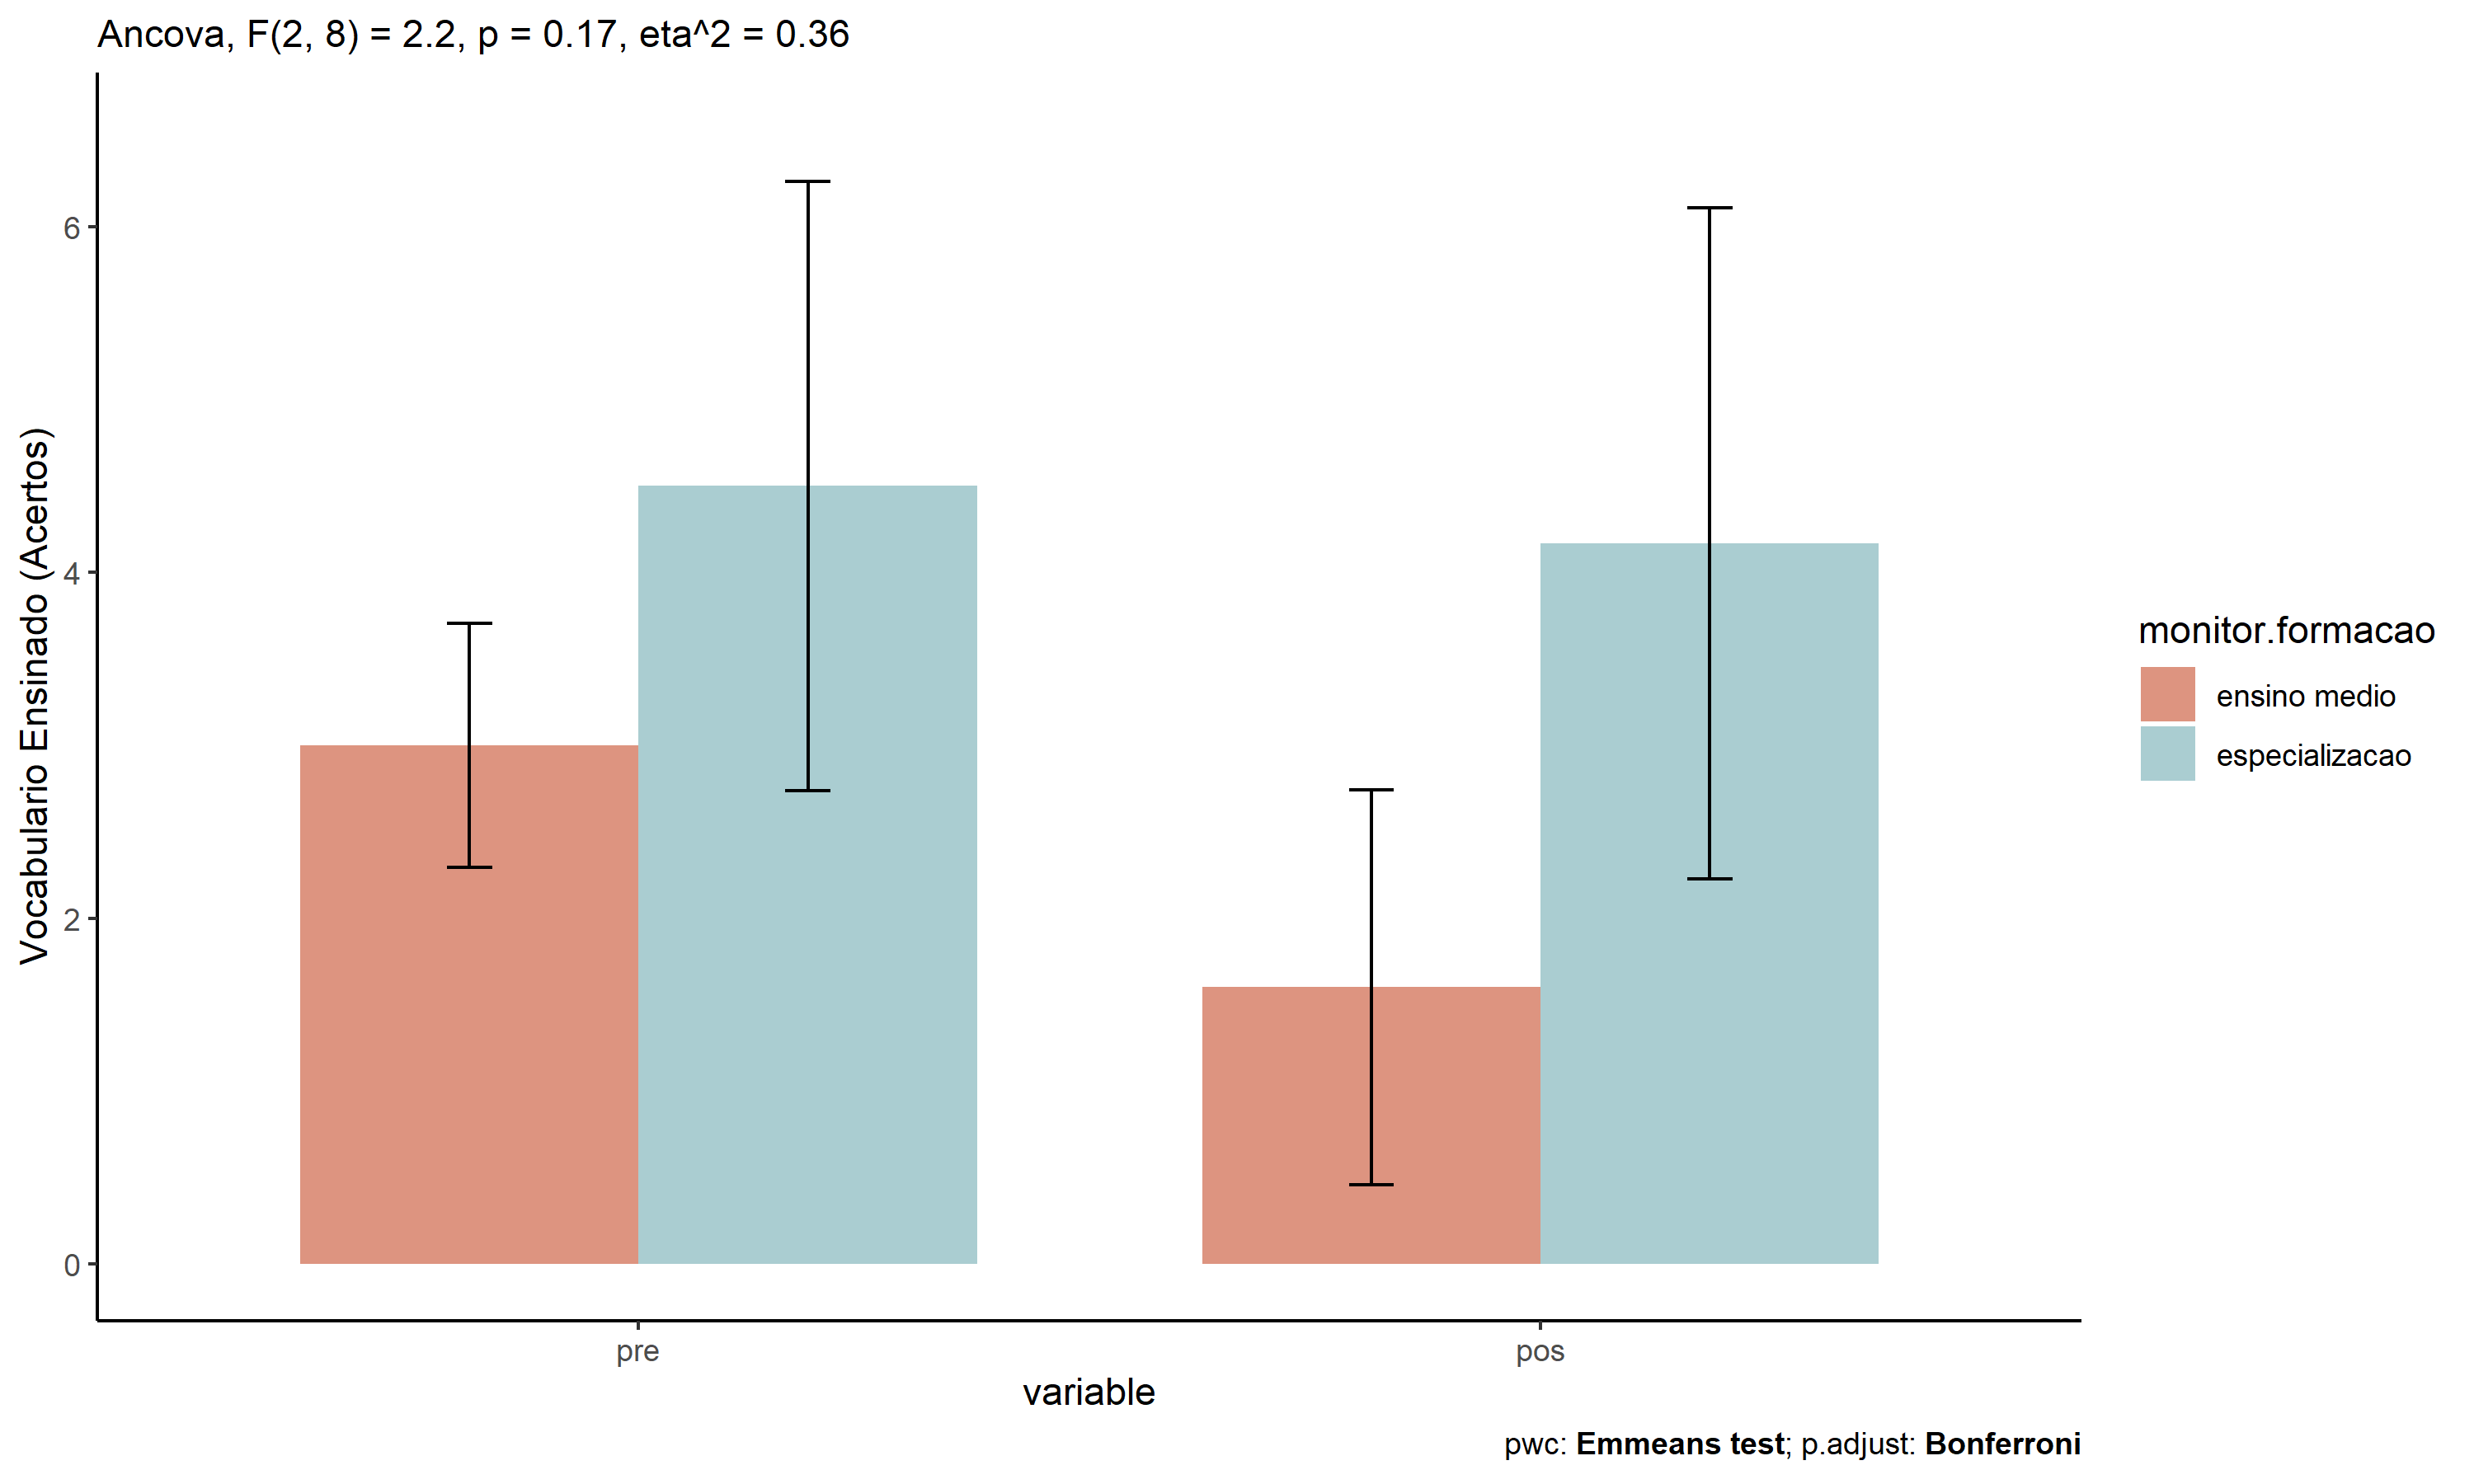 Ancova, F(2, 8) = 2.2, p = 0.17, eta^2 = 0.36
Vocabulario Ensinado (Acertos)
6
4
2
0
pre
pos
variable
monitor.formacao
ensino medio
especializacao
pwc: Emmeans test; p.adjust: Bonferroni